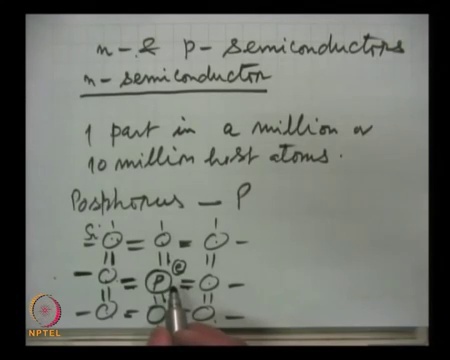 n- & p- semiconductors
n- semiconductor
1 part in a million or
10 million host atoms.
Posphorus — P
Si
e
P
NPTEL